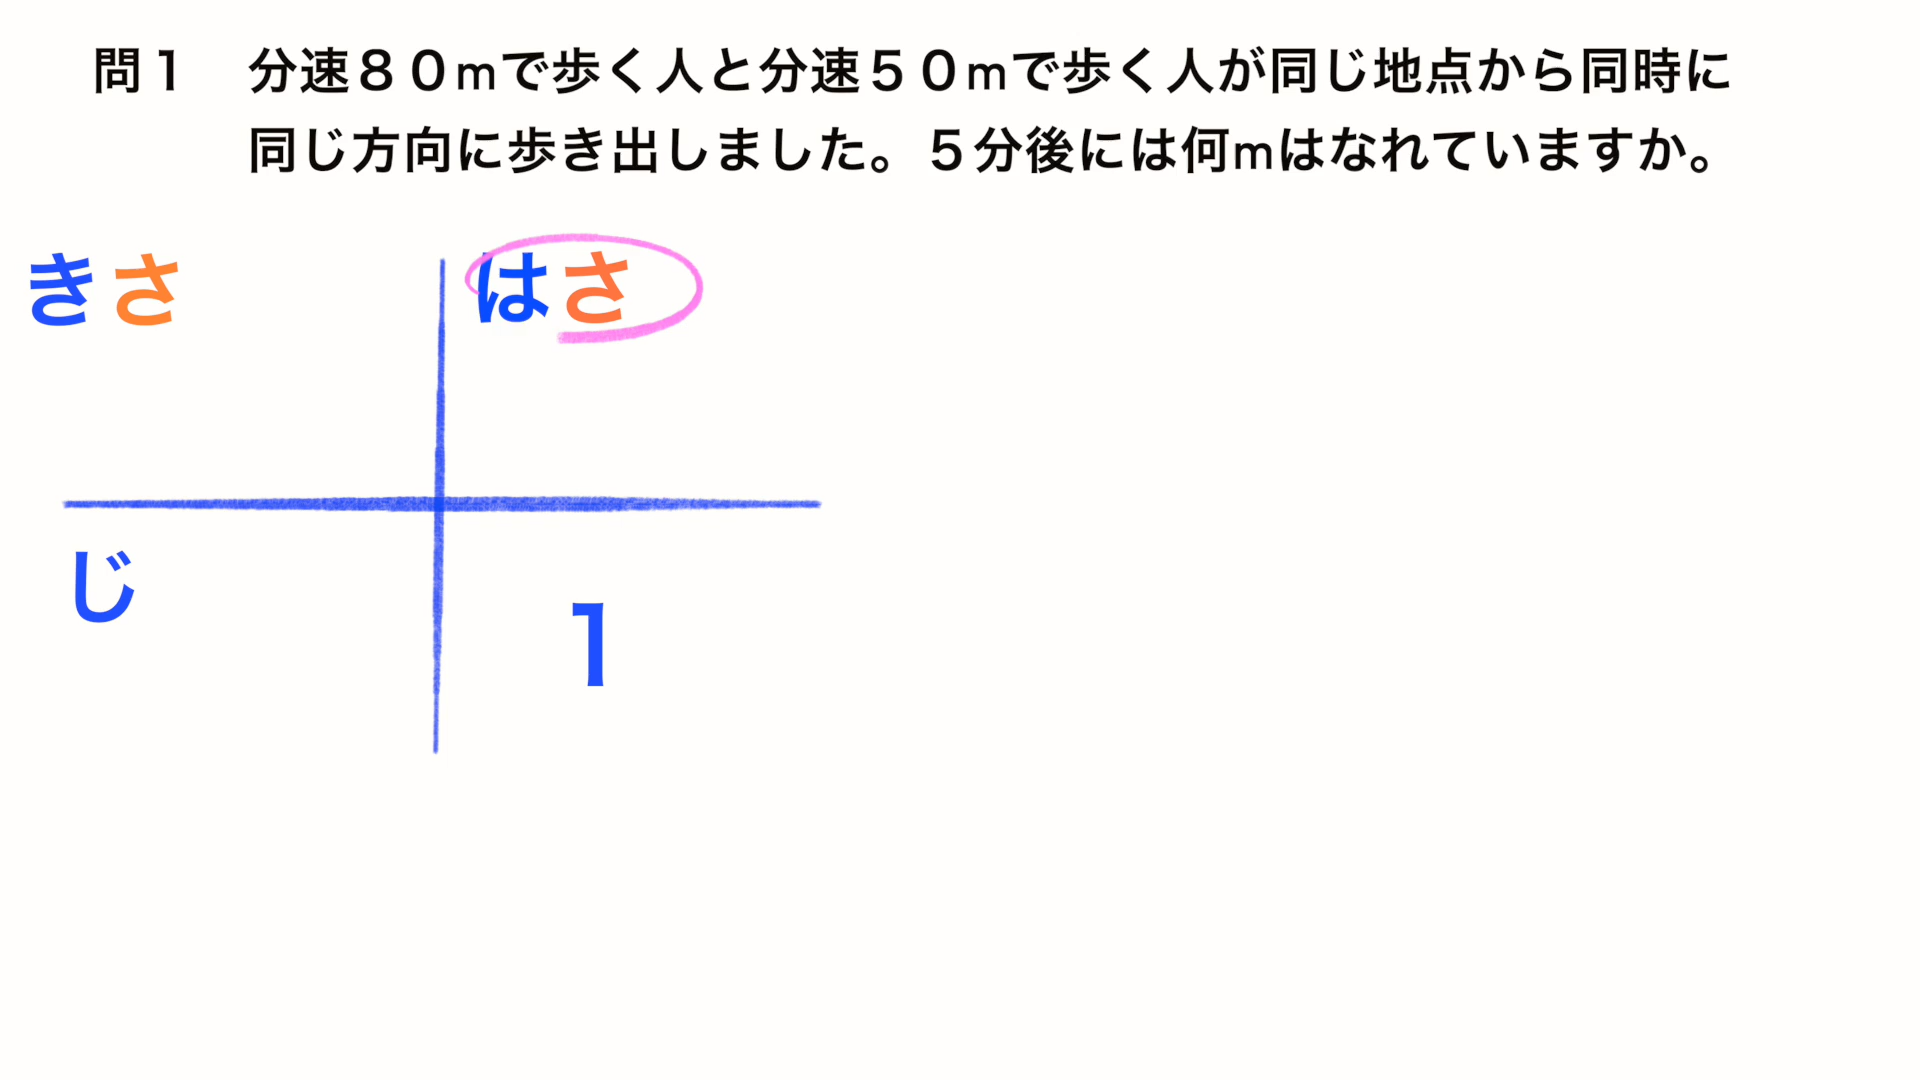 問１　分速８０ｍで歩く人と分速５０ｍで歩く人が同じ地点から同時に
同じ方向に歩き出しました。５分後には何ｍはなれていますか。
きさ
はさ
じ
1